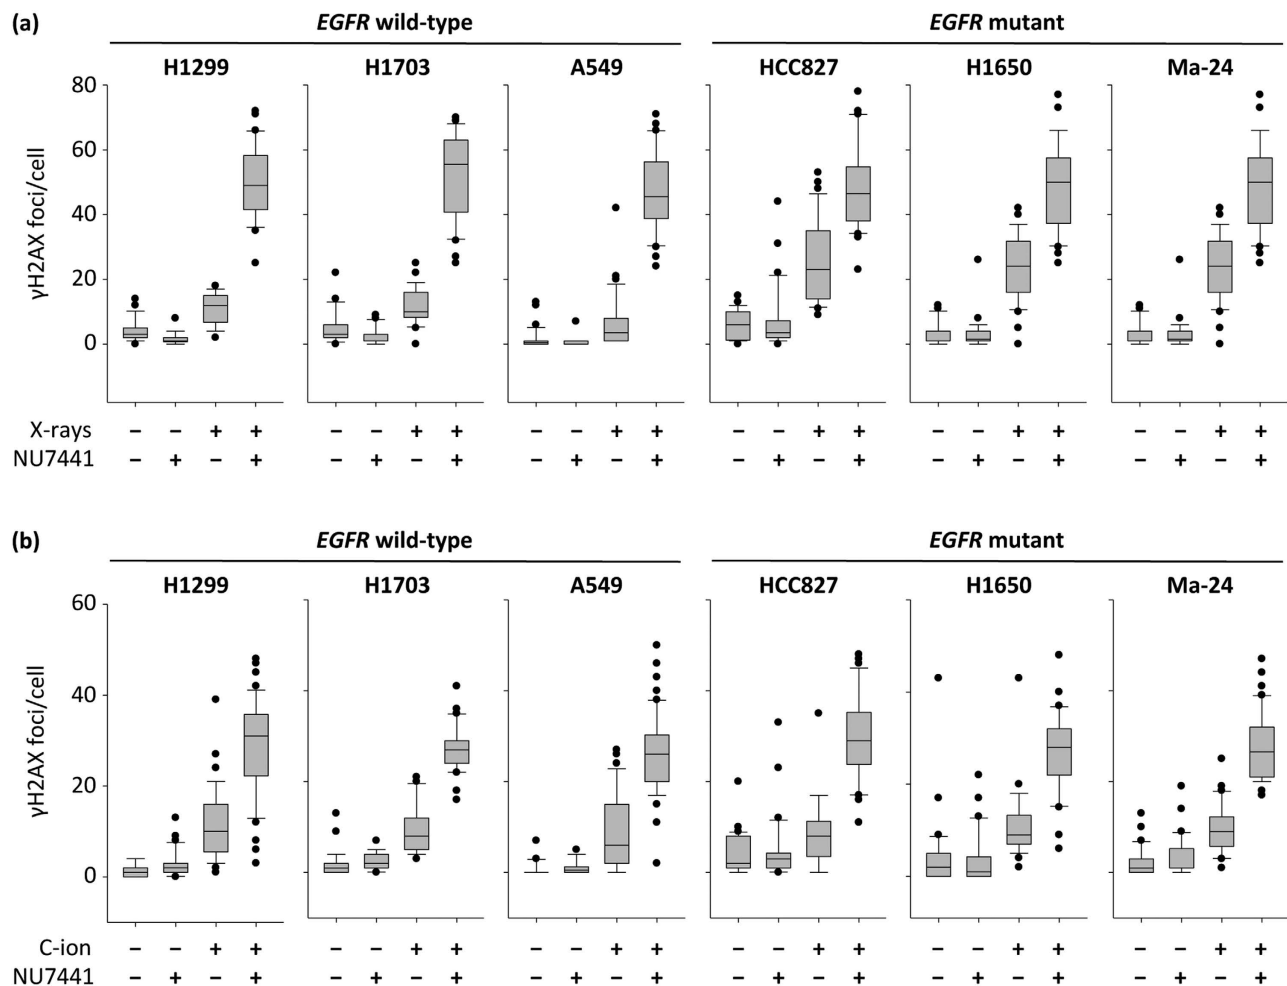 (a)
EGFR wild-type EGFR mutant
H1299 H1703 A549 HCC827 H1650 Ma-24
80
60
40
20
0
γH2AX foci/cell
X-rays − − + + − − + + − − + + − − + + − − + + − − + +
NU7441 − + − + − + − + − + − + − + − + − + − + − + − +
(b)
EGFR wild-type EGFR mutant
H1299 H1703 A549 HCC827 H1650 Ma-24
60
40
20
0
γH2AX foci/cell
C-ion − − + + − − + + − − + + − − + + − − + + − − + +
NU7441 − + − + − + − + − + − + − + − + − + − + − + − +